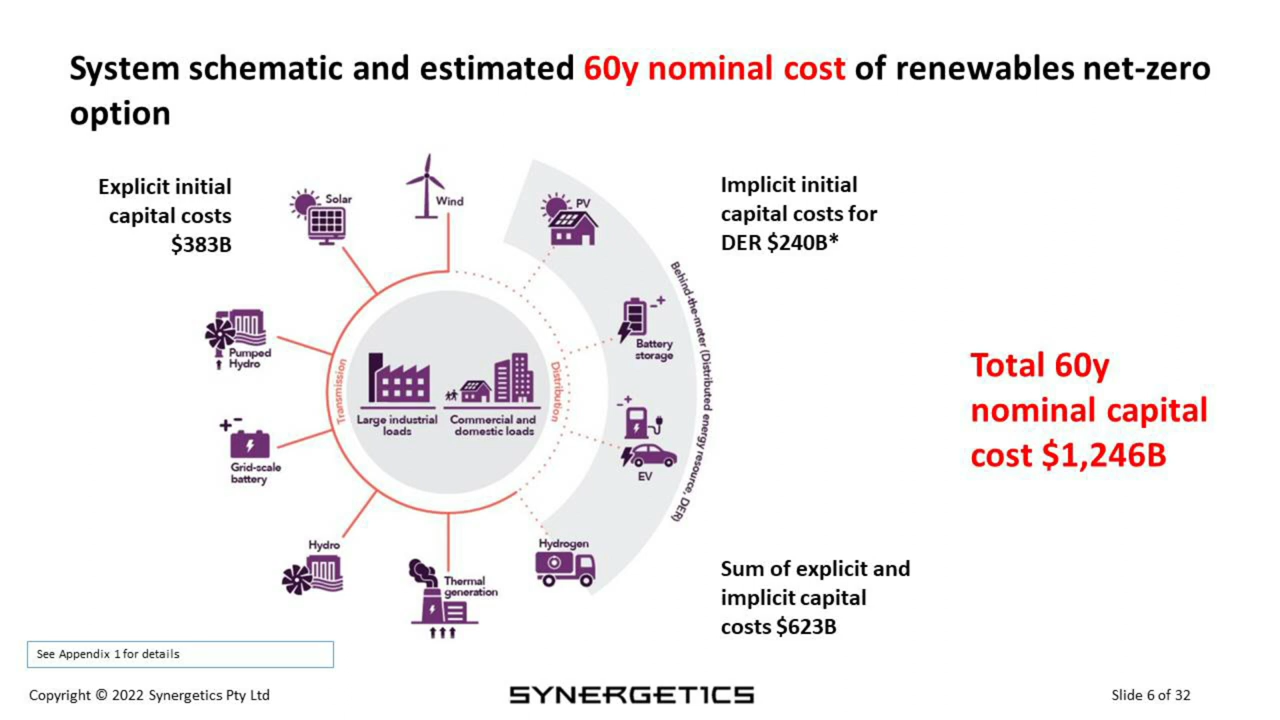 System schematic and estimated 60y nominal cost of renewables net-zero
option
Explicit initial
capital costs
$383B
Solar
Wind
PV
Implicit initial
capital costs for
DER $240B*
Pumped
Hydro
Battery
storage
Behind-the-meter (Distributed energy resource, DER)
Transmission
Distribution
Large industrial
loads
Commercial and
domestic loads
Total 60y
nominal capital
cost $1,246B
Grid-scale
battery
EV
Hydro
Thermal
generation
Hydrogen
Sum of explicit and
implicit capital
costs $623B
See Appendix 1 for details
Copyright © 2022 Synergetics Pty Ltd
SYNERGETICS
Slide 6 of 32